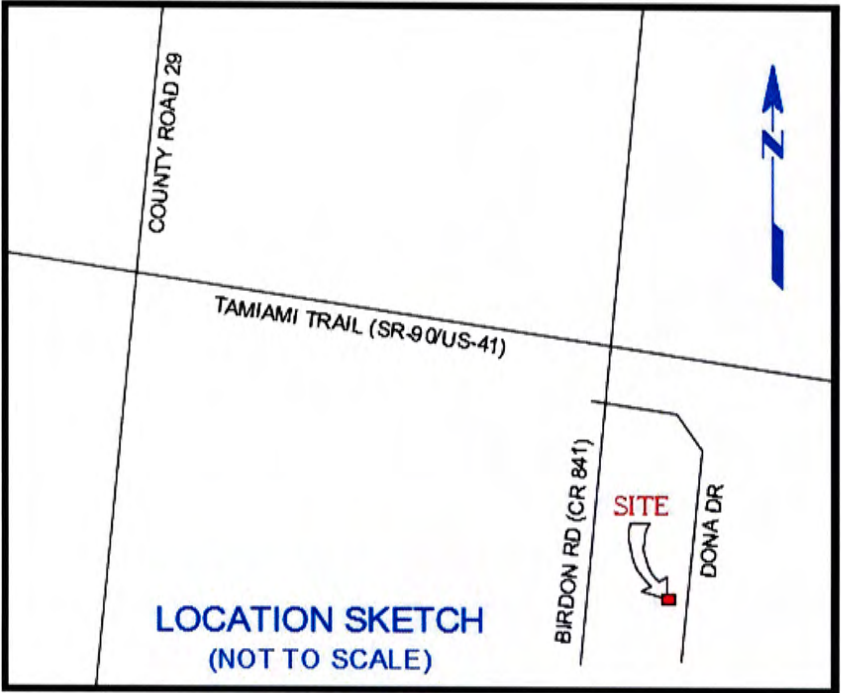 COUNTY ROAD 29
N
TAMIAMI TRAIL (SR-90/US-41)
BIRDON RD (CR 841)
SITE
DONA DR
LOCATION SKETCH
(NOT TO SCALE)